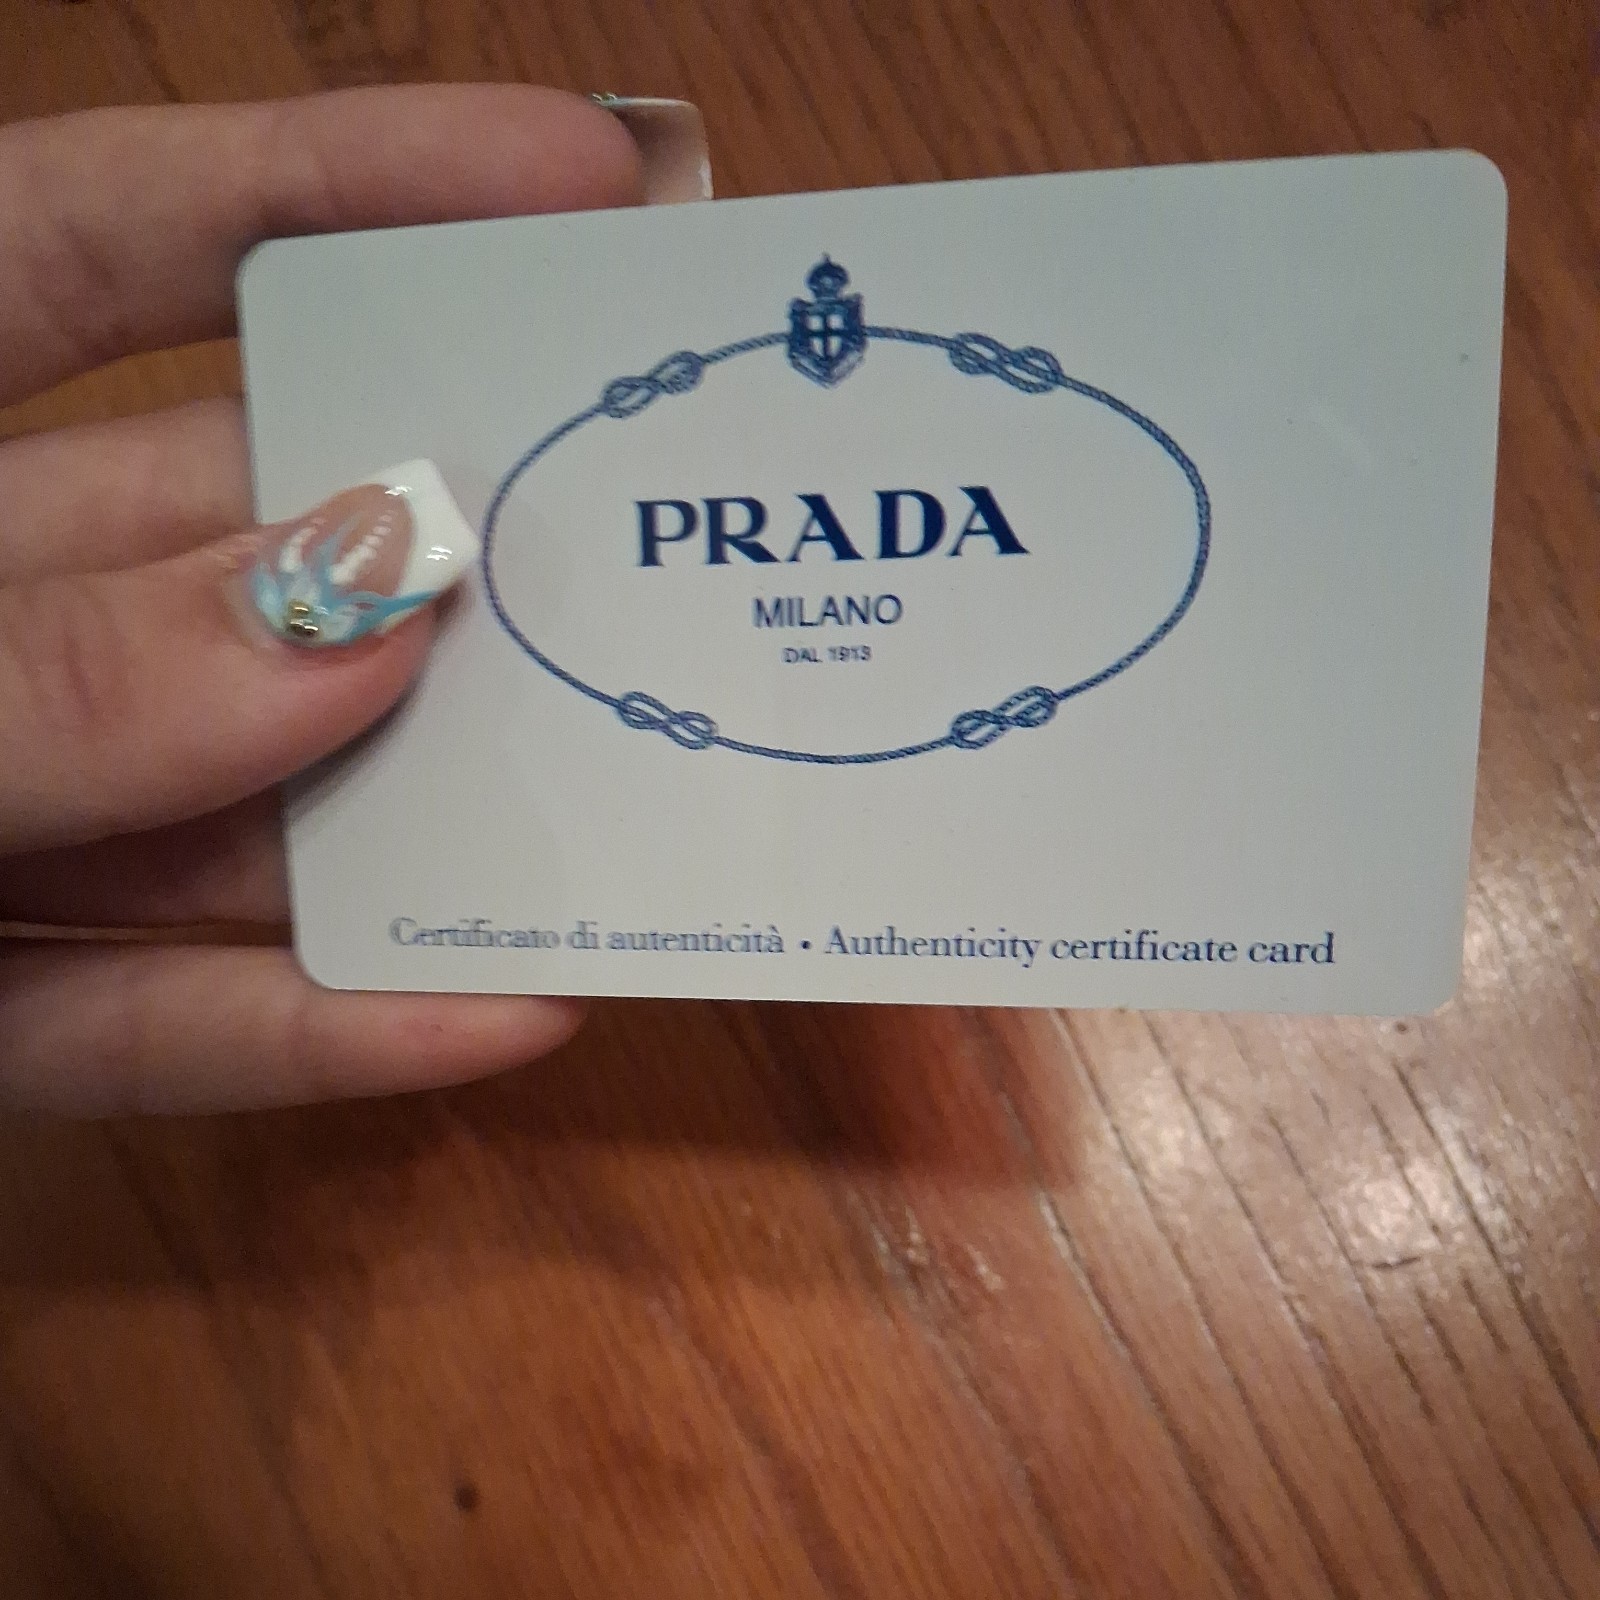 PRADA
MILANO
DAL 1913
Certificato di autenticità • Authenticity certificate card